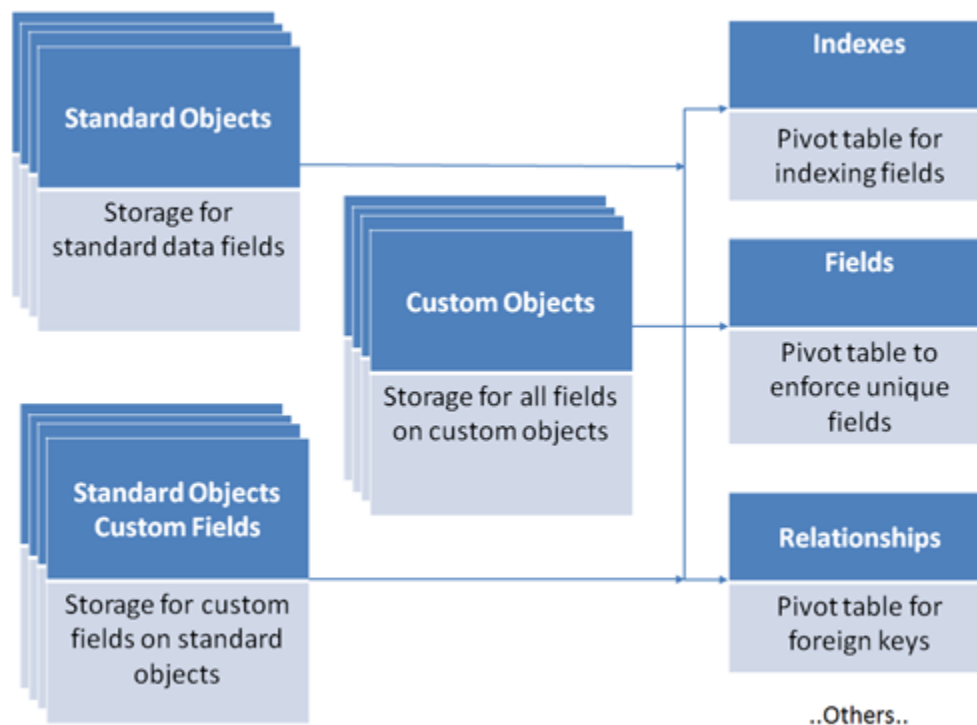 Standard Objects
Storage for
standard data fields
Custom Objects
Storage for all fields
on custom objects
Standard Objects
Custom Fields
Storage for custom
fields on standard
objects
Indexes
Pivot table for
indexing fields
Fields
Pivot table to
enforce unique
fields
Relationships
Pivot table for
foreign keys
..Others..